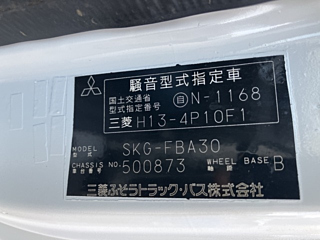 騒音型式指定車
国土交通省
型式指定番号
自N-1168
三菱 H13-4P10F1
MODEL
型式
SKG-FBA30
CHASSIS NO.
車台番号
500873
WHEEL BASE
軸距
B
三菱ふそうトラック・バス株式会社